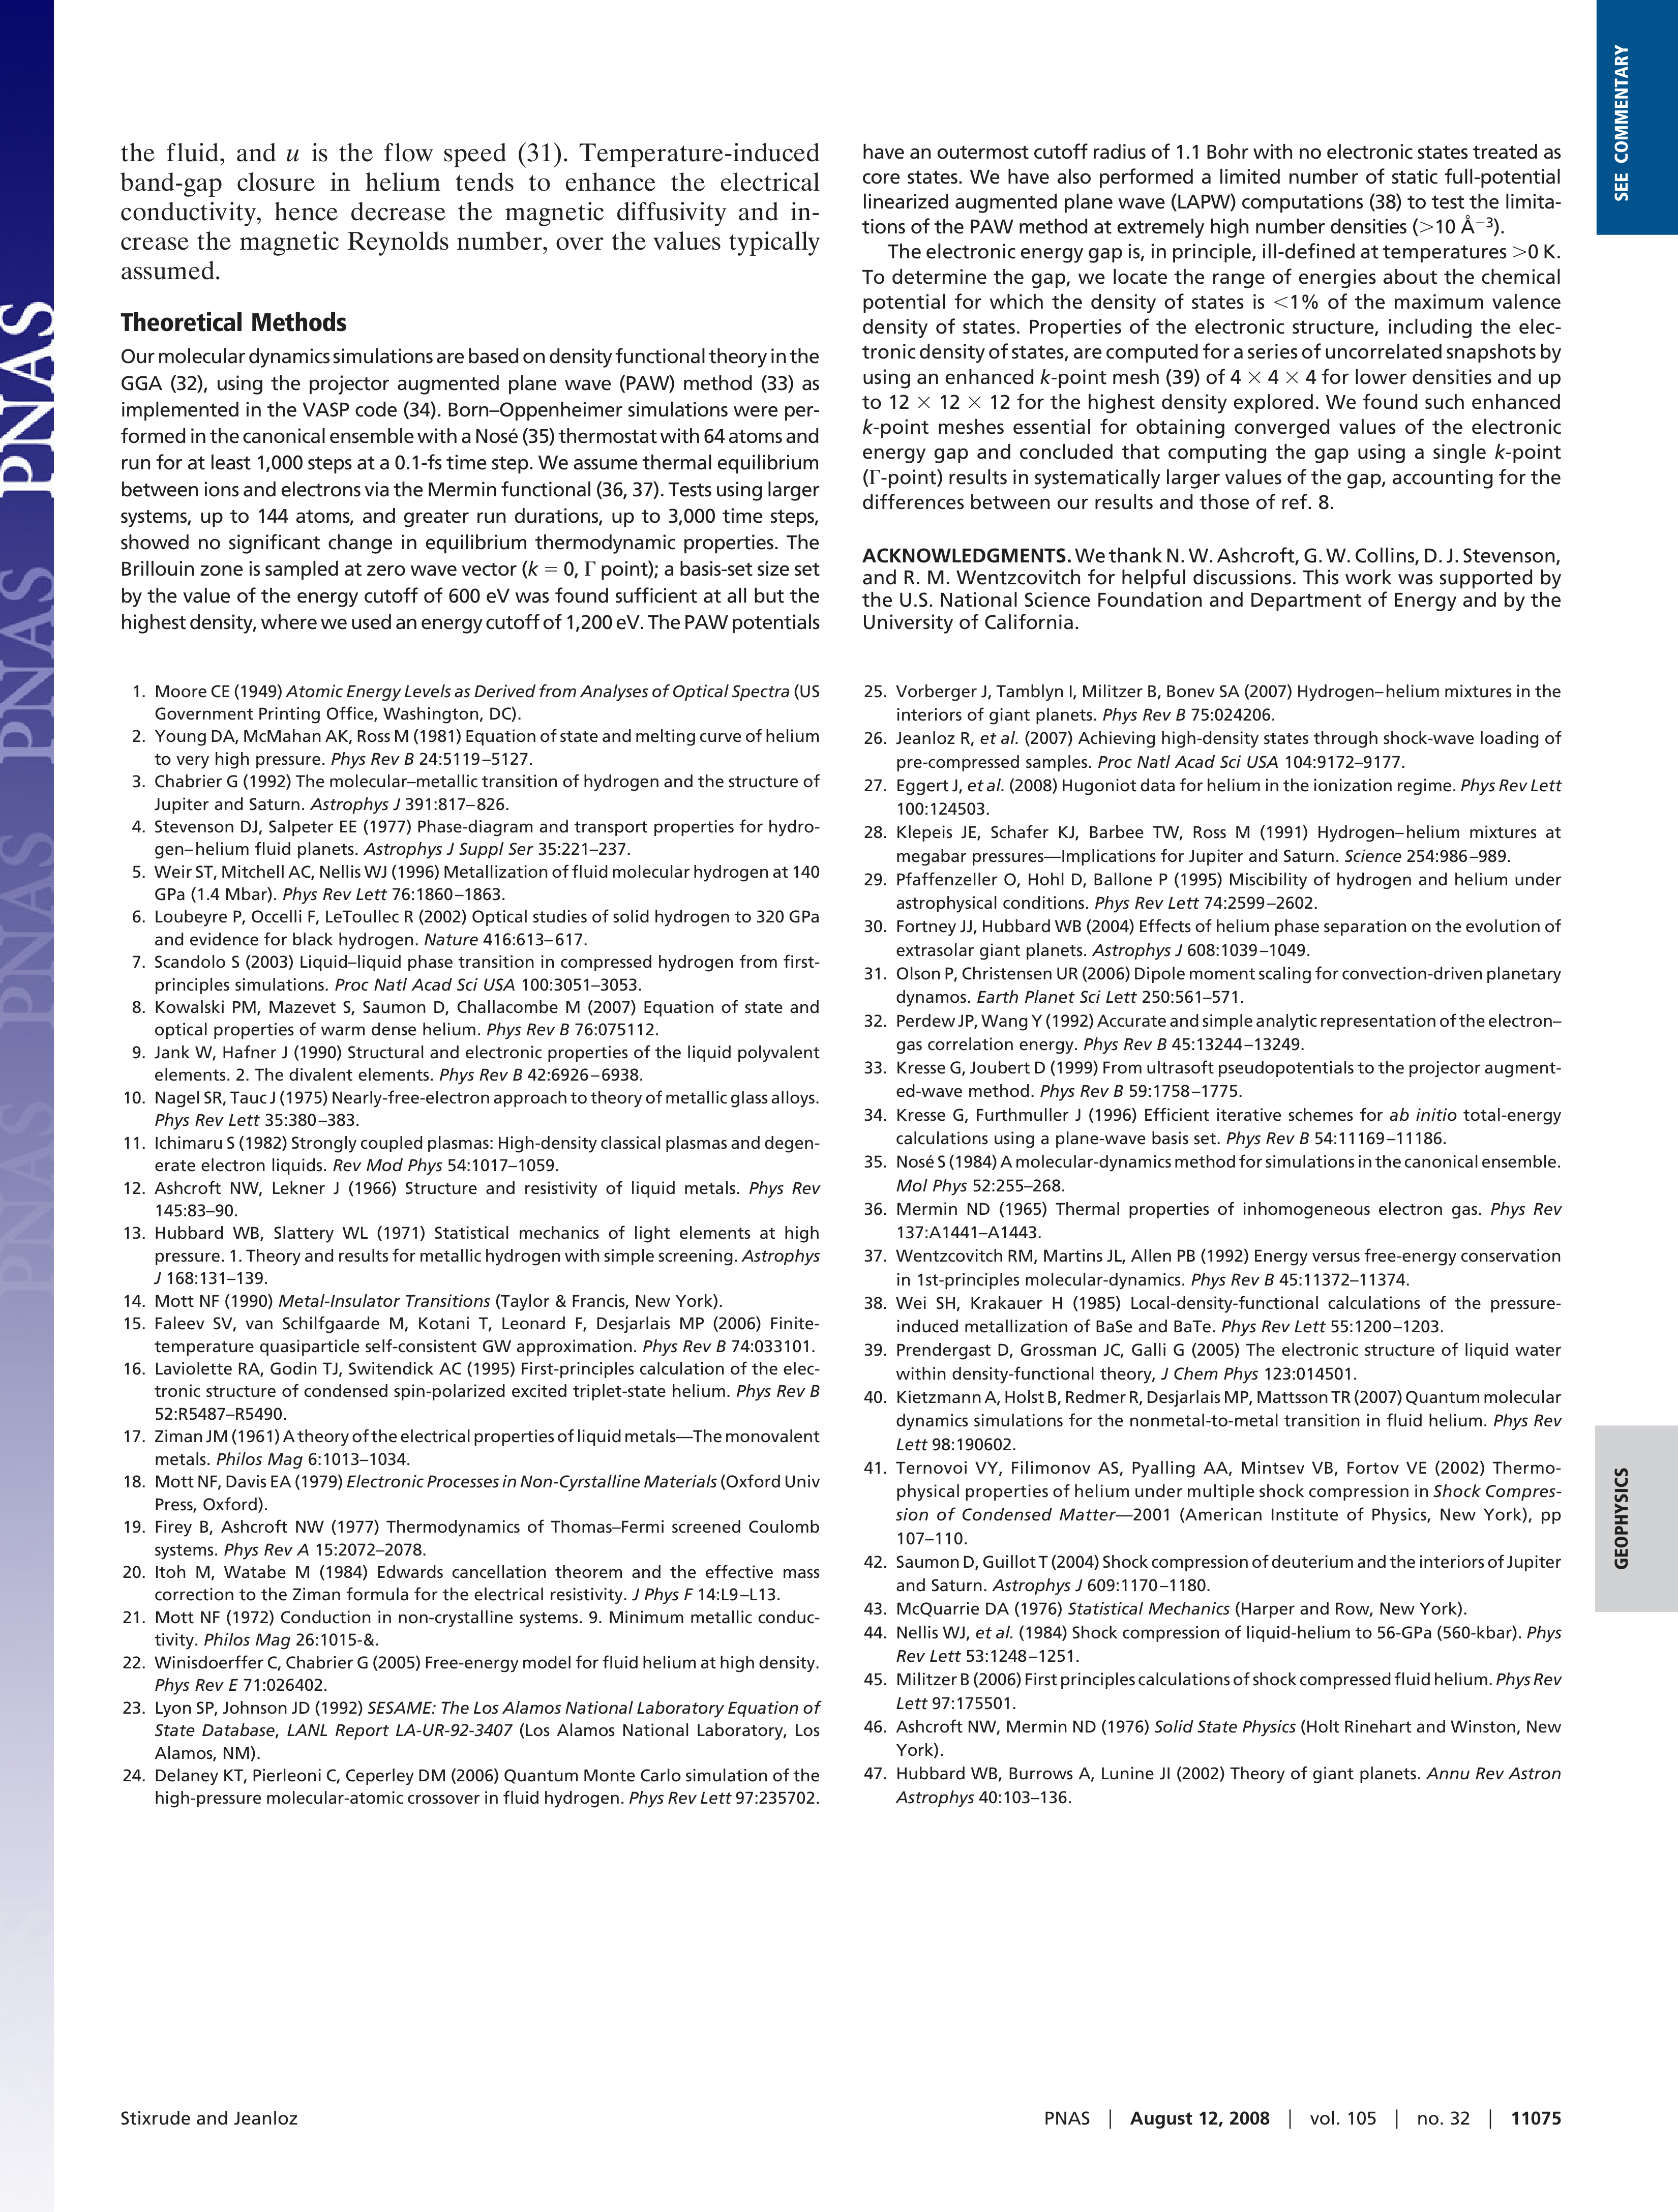 PNAS PNAS PNAS PNAS
SEE COMMENTARY
the fluid, and u is the flow speed (31). Temperature-induced
band-gap closure in helium tends to enhance the electrical
conductivity, hence decrease the magnetic diffusivity and in-
crease the magnetic Reynolds number, over the values typically
assumed.
Theoretical Methods
Our molecular dynamics simulations are based on density functional theory in the
GGA (32), using the projector augmented plane wave (PAW) method (33) as
implemented in the VASP code (34). Born–Oppenheimer simulations were per-
formed in the canonical ensemble with a Nosé (35) thermostat with 64 atoms and
run for at least 1,000 steps at a 0.1-fs time step. We assume thermal equilibrium
between ions and electrons via the Mermin functional (36, 37). Tests using larger
systems, up to 144 atoms, and greater run durations, up to 3,000 time steps,
showed no significant change in equilibrium thermodynamic properties. The
Brillouin zone is sampled at zero wave vector (k = 0, Γ point); a basis-set size set
by the value of the energy cutoff of 600 eV was found sufficient at all but the
highest density, where we used an energy cutoff of 1,200 eV. The PAW potentials
have an outermost cutoff radius of 1.1 Bohr with no electronic states treated as
core states. We have also performed a limited number of static full-potential
linearized augmented plane wave (LAPW) computations (38) to test the limita-
tions of the PAW method at extremely high number densities (>10 Å⁻³).
The electronic energy gap is, in principle, ill-defined at temperatures >0 K.
To determine the gap, we locate the range of energies about the chemical
potential for which the density of states is <1% of the maximum valence
density of states. Properties of the electronic structure, including the elec-
tronic density of states, are computed for a series of uncorrelated snapshots by
using an enhanced k-point mesh (39) of 4 × 4 × 4 for lower densities and up
to 12 × 12 × 12 for the highest density explored. We found such enhanced
k-point meshes essential for obtaining converged values of the electronic
energy gap and concluded that computing the gap using a single k-point
(Γ-point) results in systematically larger values of the gap, accounting for the
differences between our results and those of ref. 8.
ACKNOWLEDGMENTS. We thank N. W. Ashcroft, G. W. Collins, D. J. Stevenson,
and R. M. Wentzcovitch for helpful discussions. This work was supported by
the U.S. National Science Foundation and Department of Energy and by the
University of California.
1. Moore CE (1949) Atomic Energy Levels as Derived from Analyses of Optical Spectra (US
Government Printing Office, Washington, DC).
2. Young DA, McMahan AK, Ross M (1981) Equation of state and melting curve of helium
to very high pressure. Phys Rev B 24:5119–5127.
3. Chabrier G (1992) The molecular–metallic transition of hydrogen and the structure of
Jupiter and Saturn. Astrophys J 391:817–826.
4. Stevenson DJ, Salpeter EE (1977) Phase-diagram and transport properties for hydro-
gen–helium fluid planets. Astrophys J Suppl Ser 35:221–237.
5. Weir ST, Mitchell AC, Nellis WJ (1996) Metallization of fluid molecular hydrogen at 140
GPa (1.4 Mbar). Phys Rev Lett 76:1860–1863.
6. Loubeyre P, Occelli F, LeToullec R (2002) Optical studies of solid hydrogen to 320 GPa
and evidence for black hydrogen. Nature 416:613–617.
7. Scandolo S (2003) Liquid–liquid phase transition in compressed hydrogen from first-
principles simulations. Proc Natl Acad Sci USA 100:3051–3053.
8. Kowalski PM, Mazevet S, Saumon D, Challacombe M (2007) Equation of state and
optical properties of warm dense helium. Phys Rev B 76:075112.
9. Jank W, Hafner J (1990) Structural and electronic properties of the liquid polyvalent
elements. 2. The divalent elements. Phys Rev B 42:6926–6938.
10. Nagel SR, Tauc J (1975) Nearly-free-electron approach to theory of metallic glass alloys.
Phys Rev Lett 35:380–383.
11. Ichimaru S (1982) Strongly coupled plasmas: High-density classical plasmas and degen-
erate electron liquids. Rev Mod Phys 54:1017–1059.
12. Ashcroft NW, Lekner J (1966) Structure and resistivity of liquid metals. Phys Rev
145:83–90.
13. Hubbard WB, Slattery WL (1971) Statistical mechanics of light elements at high
pressure. 1. Theory and results for metallic hydrogen with simple screening. Astrophys
J 168:131–139.
14. Mott NF (1990) Metal-Insulator Transitions (Taylor & Francis, New York).
15. Faleev SV, van Schilfgaarde M, Kotani T, Leonard F, Desjarlais MP (2006) Finite-
temperature quasiparticle self-consistent GW approximation. Phys Rev B 74:033101.
16. Laviolette RA, Godin TJ, Switendick AC (1995) First-principles calculation of the elec-
tronic structure of condensed spin-polarized excited triplet-state helium. Phys Rev B
52:R5487–R5490.
17. Ziman JM (1961) A theory of the electrical properties of liquid metals—The monovalent
metals. Philos Mag 6:1013–1034.
18. Mott NF, Davis EA (1979) Electronic Processes in Non-Cyrstalline Materials (Oxford Univ
Press, Oxford).
19. Firey B, Ashcroft NW (1977) Thermodynamics of Thomas–Fermi screened Coulomb
systems. Phys Rev A 15:2072–2078.
20. Itoh M, Watabe M (1984) Edwards cancellation theorem and the effective mass
correction to the Ziman formula for the electrical resistivity. J Phys F 14:L9–L13.
21. Mott NF (1972) Conduction in non-crystalline systems. 9. Minimum metallic conduc-
tivity. Philos Mag 26:1015-&.
22. Winisdoerffer C, Chabrier G (2005) Free-energy model for fluid helium at high density.
Phys Rev E 71:026402.
23. Lyon SP, Johnson JD (1992) SESAME: The Los Alamos National Laboratory Equation of
State Database, LANL Report LA-UR-92-3407 (Los Alamos National Laboratory, Los
Alamos, NM).
24. Delaney KT, Pierleoni C, Ceperley DM (2006) Quantum Monte Carlo simulation of the
high-pressure molecular-atomic crossover in fluid hydrogen. Phys Rev Lett 97:235702.
25. Vorberger J, Tamblyn I, Militzer B, Bonev SA (2007) Hydrogen–helium mixtures in the
interiors of giant planets. Phys Rev B 75:024206.
26. Jeanloz R, et al. (2007) Achieving high-density states through shock-wave loading of
pre-compressed samples. Proc Natl Acad Sci USA 104:9172–9177.
27. Eggert J, et al. (2008) Hugoniot data for helium in the ionization regime. Phys Rev Lett
100:124503.
28. Klepeis JE, Schafer KJ, Barbee TW, Ross M (1991) Hydrogen–helium mixtures at
megabar pressures—Implications for Jupiter and Saturn. Science 254:986–989.
29. Pfaffenzeller O, Hohl D, Ballone P (1995) Miscibility of hydrogen and helium under
astrophysical conditions. Phys Rev Lett 74:2599–2602.
30. Fortney JJ, Hubbard WB (2004) Effects of helium phase separation on the evolution of
extrasolar giant planets. Astrophys J 608:1039–1049.
31. Olson P, Christensen UR (2006) Dipole moment scaling for convection-driven planetary
dynamos. Earth Planet Sci Lett 250:561–571.
32. Perdew JP, Wang Y (1992) Accurate and simple analytic representation of the electron–
gas correlation energy. Phys Rev B 45:13244–13249.
33. Kresse G, Joubert D (1999) From ultrasoft pseudopotentials to the projector augment-
ed-wave method. Phys Rev B 59:1758–1775.
34. Kresse G, Furthmuller J (1996) Efficient iterative schemes for ab initio total-energy
calculations using a plane-wave basis set. Phys Rev B 54:11169–11186.
35. Nosé S (1984) A molecular-dynamics method for simulations in the canonical ensemble.
Mol Phys 52:255–268.
36. Mermin ND (1965) Thermal properties of inhomogeneous electron gas. Phys Rev
137:A1441–A1443.
37. Wentzcovitch RM, Martins JL, Allen PB (1992) Energy versus free-energy conservation
in 1st-principles molecular-dynamics. Phys Rev B 45:11372–11374.
38. Wei SH, Krakauer H (1985) Local-density-functional calculations of the pressure-
induced metallization of BaSe and BaTe. Phys Rev Lett 55:1200–1203.
39. Prendergast D, Grossman JC, Galli G (2005) The electronic structure of liquid water
within density-functional theory, J Chem Phys 123:014501.
40. Kietzmann A, Holst B, Redmer R, Desjarlais MP, Mattsson TR (2007) Quantum molecular
dynamics simulations for the nonmetal-to-metal transition in fluid helium. Phys Rev
Lett 98:190602.
41. Ternovoi VY, Filimonov AS, Pyalling AA, Mintsev VB, Fortov VE (2002) Thermo-
physical properties of helium under multiple shock compression in Shock Compres-
sion of Condensed Matter—2001 (American Institute of Physics, New York), pp
107–110.
42. Saumon D, Guillot T (2004) Shock compression of deuterium and the interiors of Jupiter
and Saturn. Astrophys J 609:1170–1180.
43. McQuarrie DA (1976) Statistical Mechanics (Harper and Row, New York).
44. Nellis WJ, et al. (1984) Shock compression of liquid-helium to 56-GPa (560-kbar). Phys
Rev Lett 53:1248–1251.
45. Militzer B (2006) First principles calculations of shock compressed fluid helium. Phys Rev
Lett 97:175501.
46. Ashcroft NW, Mermin ND (1976) Solid State Physics (Holt Rinehart and Winston, New
York).
47. Hubbard WB, Burrows A, Lunine JI (2002) Theory of giant planets. Annu Rev Astron
Astrophys 40:103–136.
GEOPHYSICS
Stixrude and Jeanloz
PNAS | August 12, 2008 | vol. 105 | no. 32 | 11075